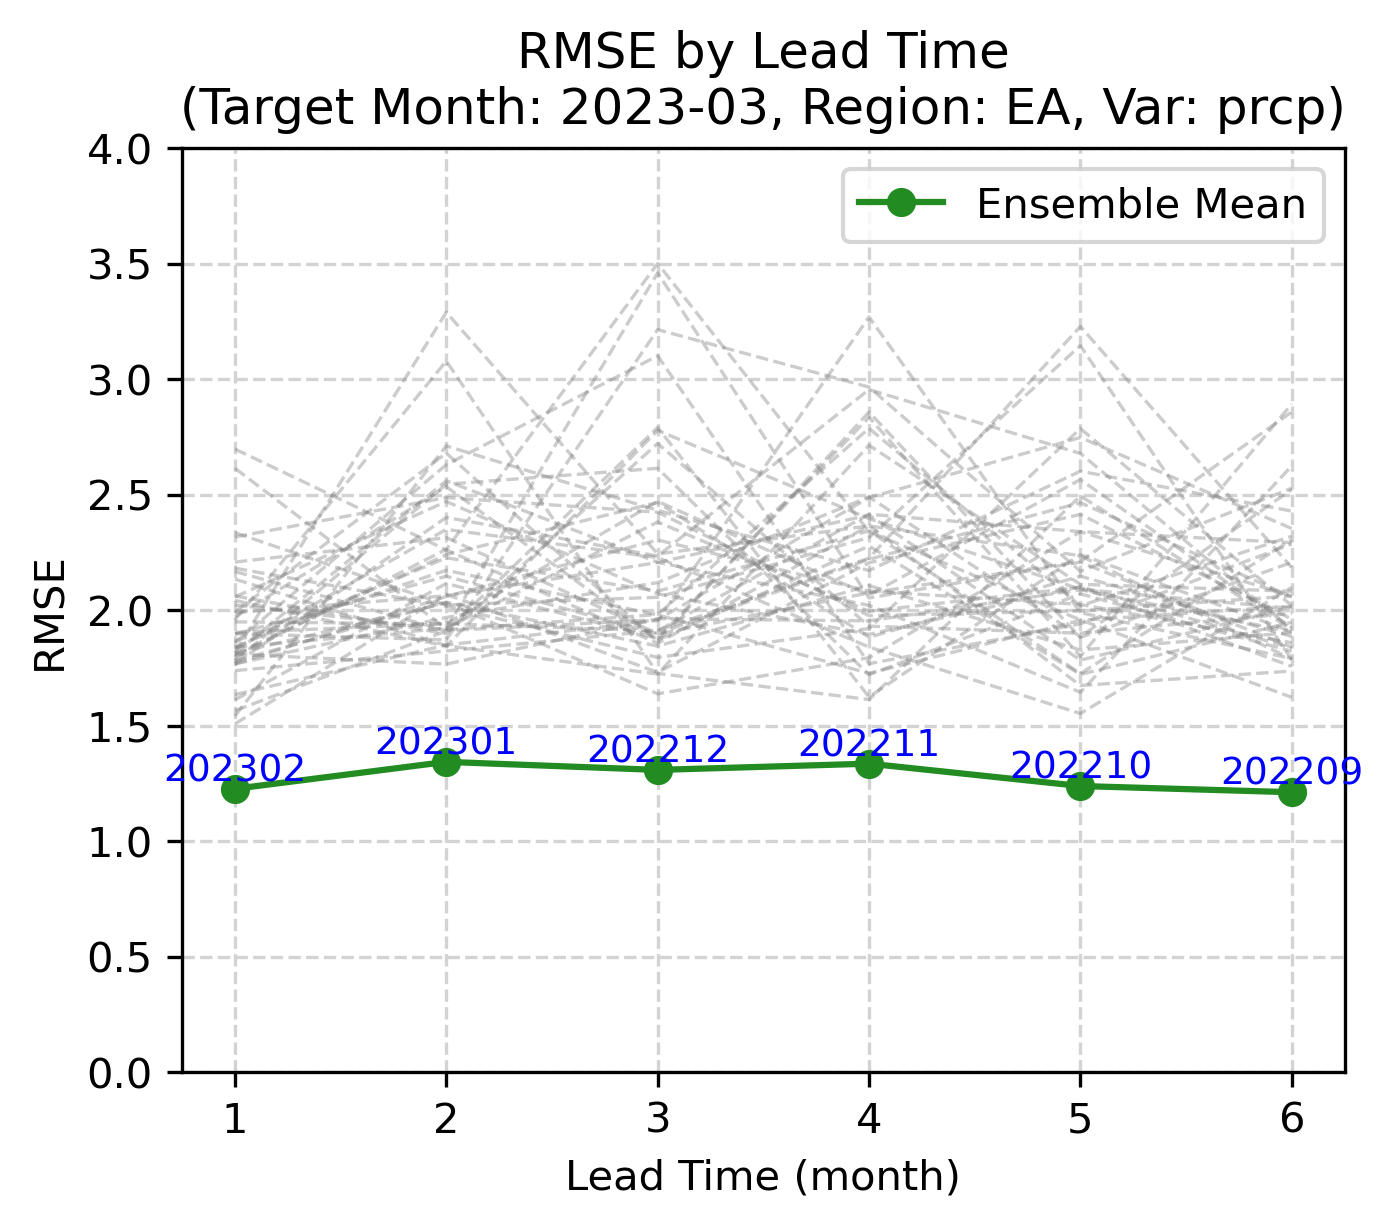 RMSE by Lead Time
(Target Month: 2023-03, Region: EA, Var: prcp)
4.0
3.5
3.0
2.5
2.0
1.5
1.0
0.5
0.0
RMSE
Ensemble Mean
202302
202301
202212
202211
202210
202209
1 2 3 4 5 6
Lead Time (month)